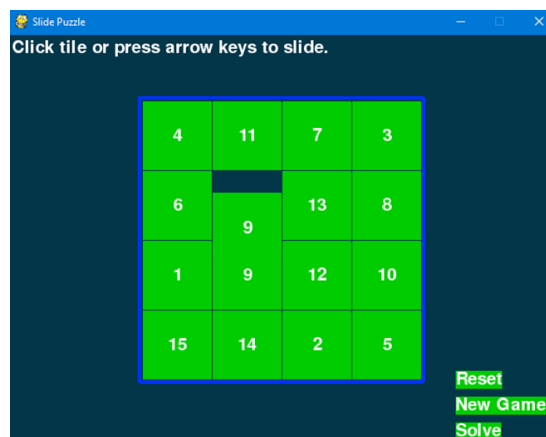 Slide Puzzle
Click tile or press arrow keys to slide.
4 11 7 3
6 13 8
9
1 9 12 10
15 14 2 5
Reset
New Game
Solve